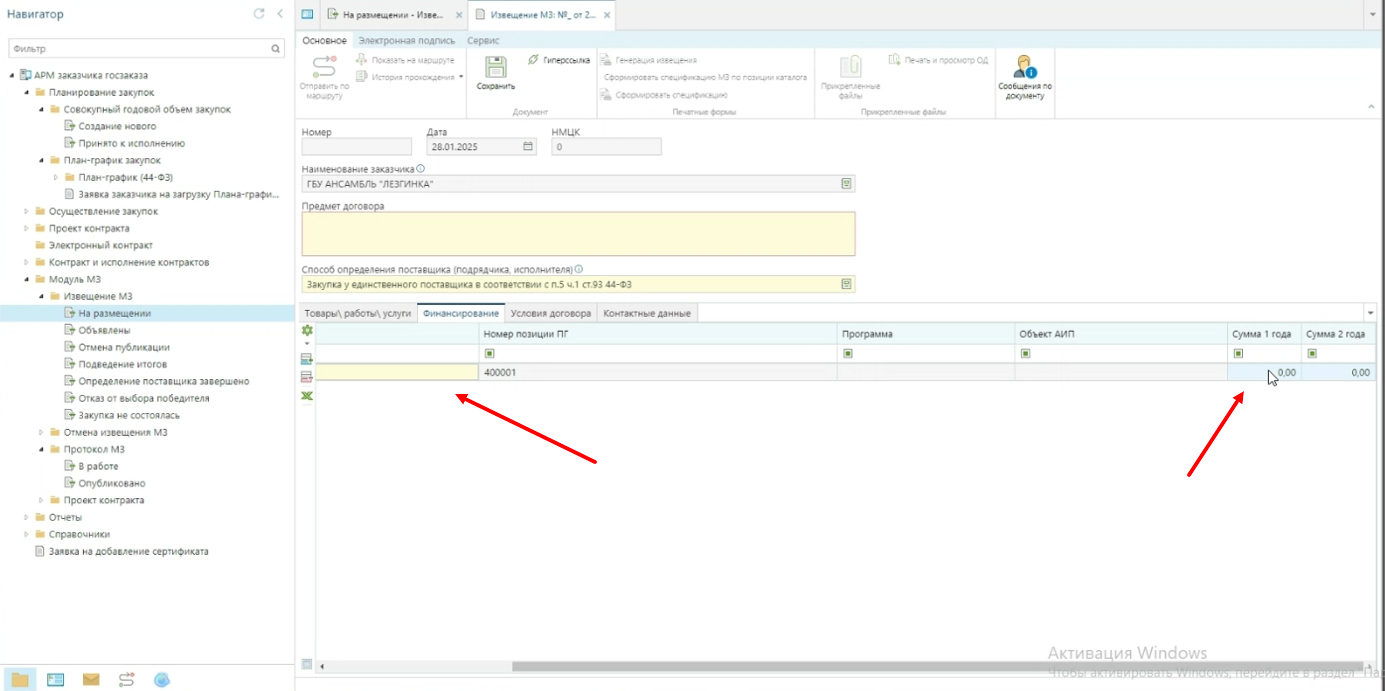 Навигатор
Фильтр
АРМ заказчика госзаказа
Планирование закупок
Совокупный годовой объем закупок
Создание нового
Принято к исполнению
План-график закупок
План-график (44-ФЗ)
Заявка заказчика на загрузку Плана-графи...
Осуществление закупок
Проект контракта
Электронный контракт
Контракт и исполнение контрактов
Модуль МЗ
Извещение МЗ
На размещении
Объявлены
Отмена публикации
Подведение итогов
Определение поставщика завершено
Отказ от выбора победителя
Закупка не состоялась
Отмена извещения МЗ
Протокол МЗ
В работе
Опубликовано
Проект контракта
Отчеты
Справочники
Заявка на добавление сертификата
На размещении - Изве...
Извещение МЗ: №_ от 2...
Основное Электронная подпись Сервис
Отправить по маршруту
Показать на маршруте
История прохождения
Сохранить
Гиперссылка
Документ
Генерация извещения
Сформировать спецификацию МЗ по позиции каталога
Сформировать спецификацию
Печатные формы
Прикрепленные файлы
Печать и просмотр ОД
Прикрепленные файлы
Сообщения по документу
Номер Дата НМЦК
28.01.2025 0
Наименование заказчика
ГБУ АНСАМБЛЬ "ЛЕЗГИНКА"
Предмет договора
Способ определения поставщика (подрядчика, исполнителя)
Закупка у единственного поставщика в соответствии с п.5 ч.1 ст.93 44-ФЗ
Товары\ работы\ услуги Финансирование Условия договора Контактные данные
Номер позиции ПГ Программа Объект АИП Сумма 1 года Сумма 2 года
400001 0,00 0,00
Активация Windows
Чтобы активировать Windows, перейдите в раздел